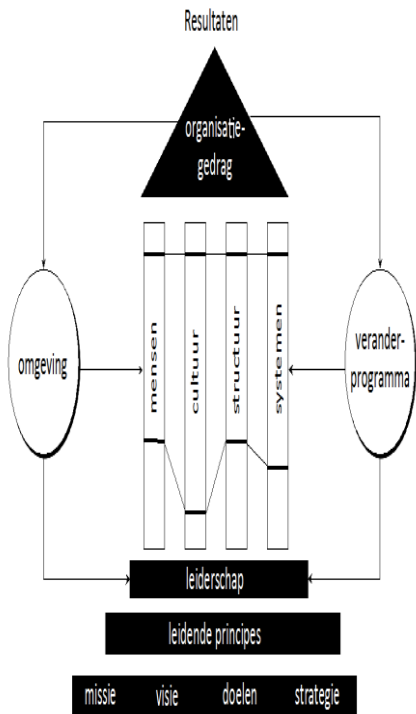 Resultaten
organisatie-
gedrag
omgeving
mensen
cultuur
structuur
systemen
verander-
programma
leiderschap
leidende principes
missie visie doelen strategie